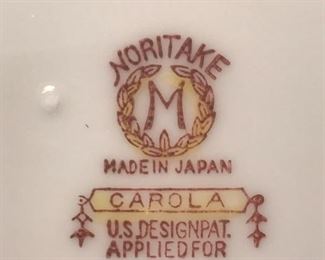 NORITAKE
M
MADE IN JAPAN
CAROLA
U.S. DESIGN PAT.
APPLIED FOR